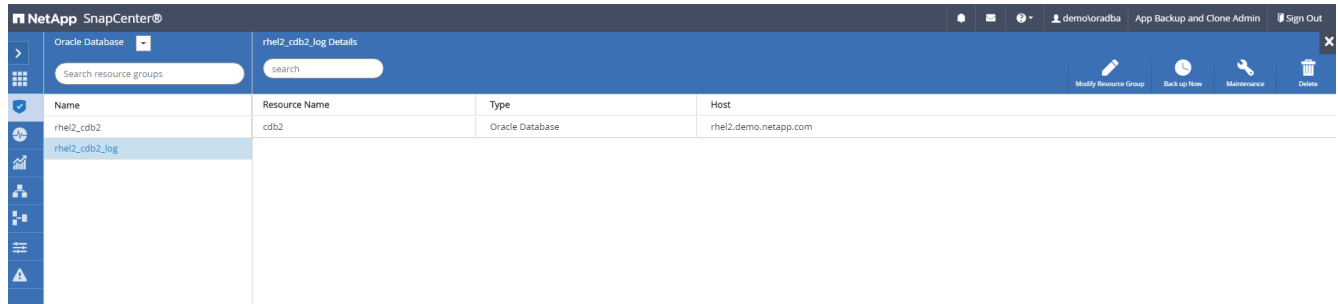 NetApp SnapCenter®
demo\oradba App Backup and Clone Admin Sign Out
Oracle Database
Search resource groups
Name
rhel2_cdb2
rhel2_cdb2_log
rhel2_cdb2_log Details
search
Modify Resource Group Back up Now Maintenance Delete
Resource Name Type Host
cdb2 Oracle Database rhel2.demo.netapp.com